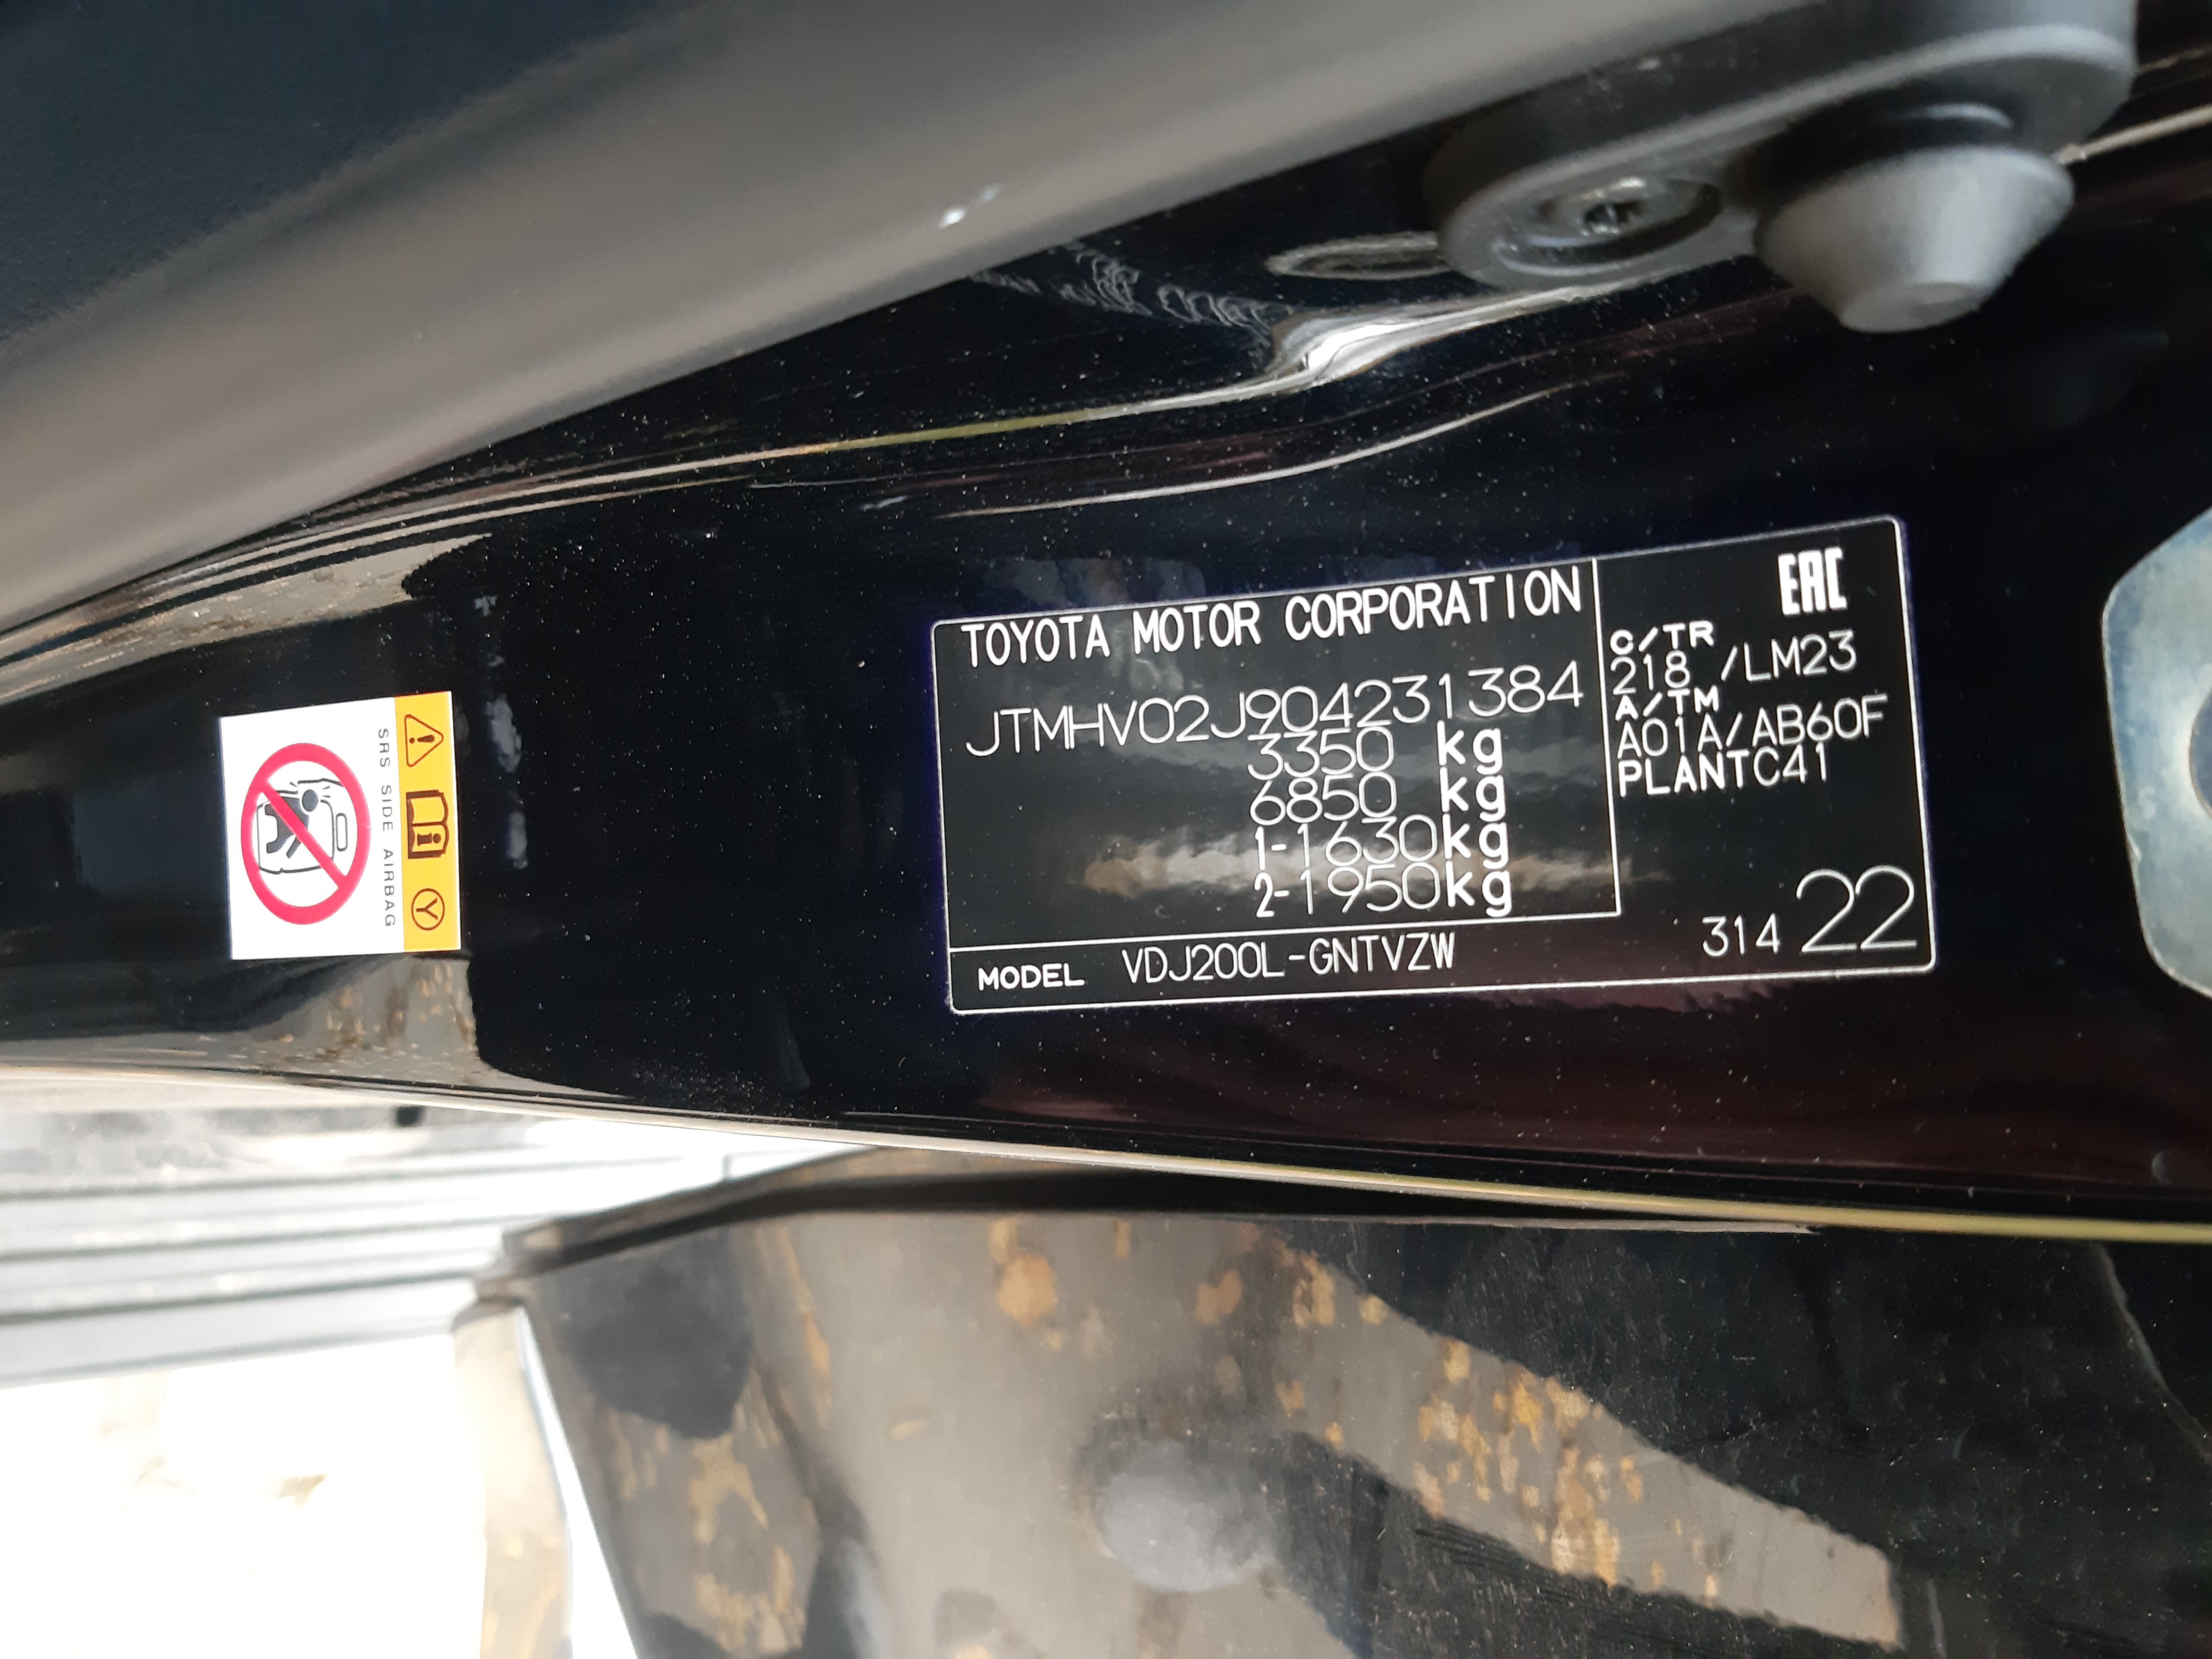 TOYOTA MOTOR CORPORATION
JTMHV02J904231384
3350 kg
6850 kg
1-1630kg
2-1950kg
MODEL VDJ200L-GNTVZW
EAC
C/TR
218 /LM23
A/TM
A01A/AB60F
PLANTC41
314 22
SRS SIDE AIRBAG
Y